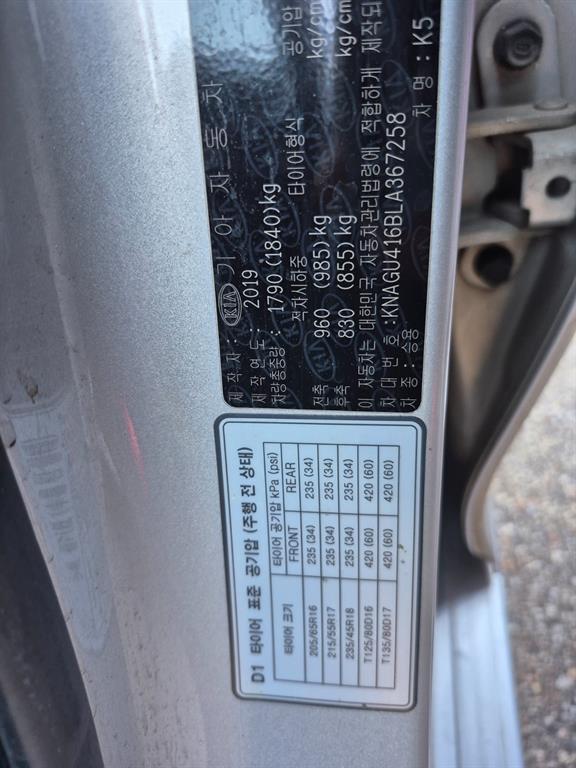 제작자 : KIA 기 아 자 동 차
제작연도 : 2019
차량총중량 : 1790 (1840)kg
적차시하중 타이어형식 공기압
kg/cm
전축 960 (985) kg
후축 830 (855) kg kg/cm
이 자동차는 대한민국 자동차관리법령에 적합하게 제작되
차 대 번 호 : KNAGU416BLA367258
차 종 : 승용 차 명 : K5
D1 타이어 표준 공기압 (주행 전 상태)
타이어 크기 타이어 공기압 kPa (psi)
FRONT REAR
205/65R16 235 (34) 235 (34)
215/55R17 235 (34) 235 (34)
235/45R18 235 (34) 235 (34)
T125/80D16 420 (60) 420 (60)
T135/80D17 420 (60) 420 (60)